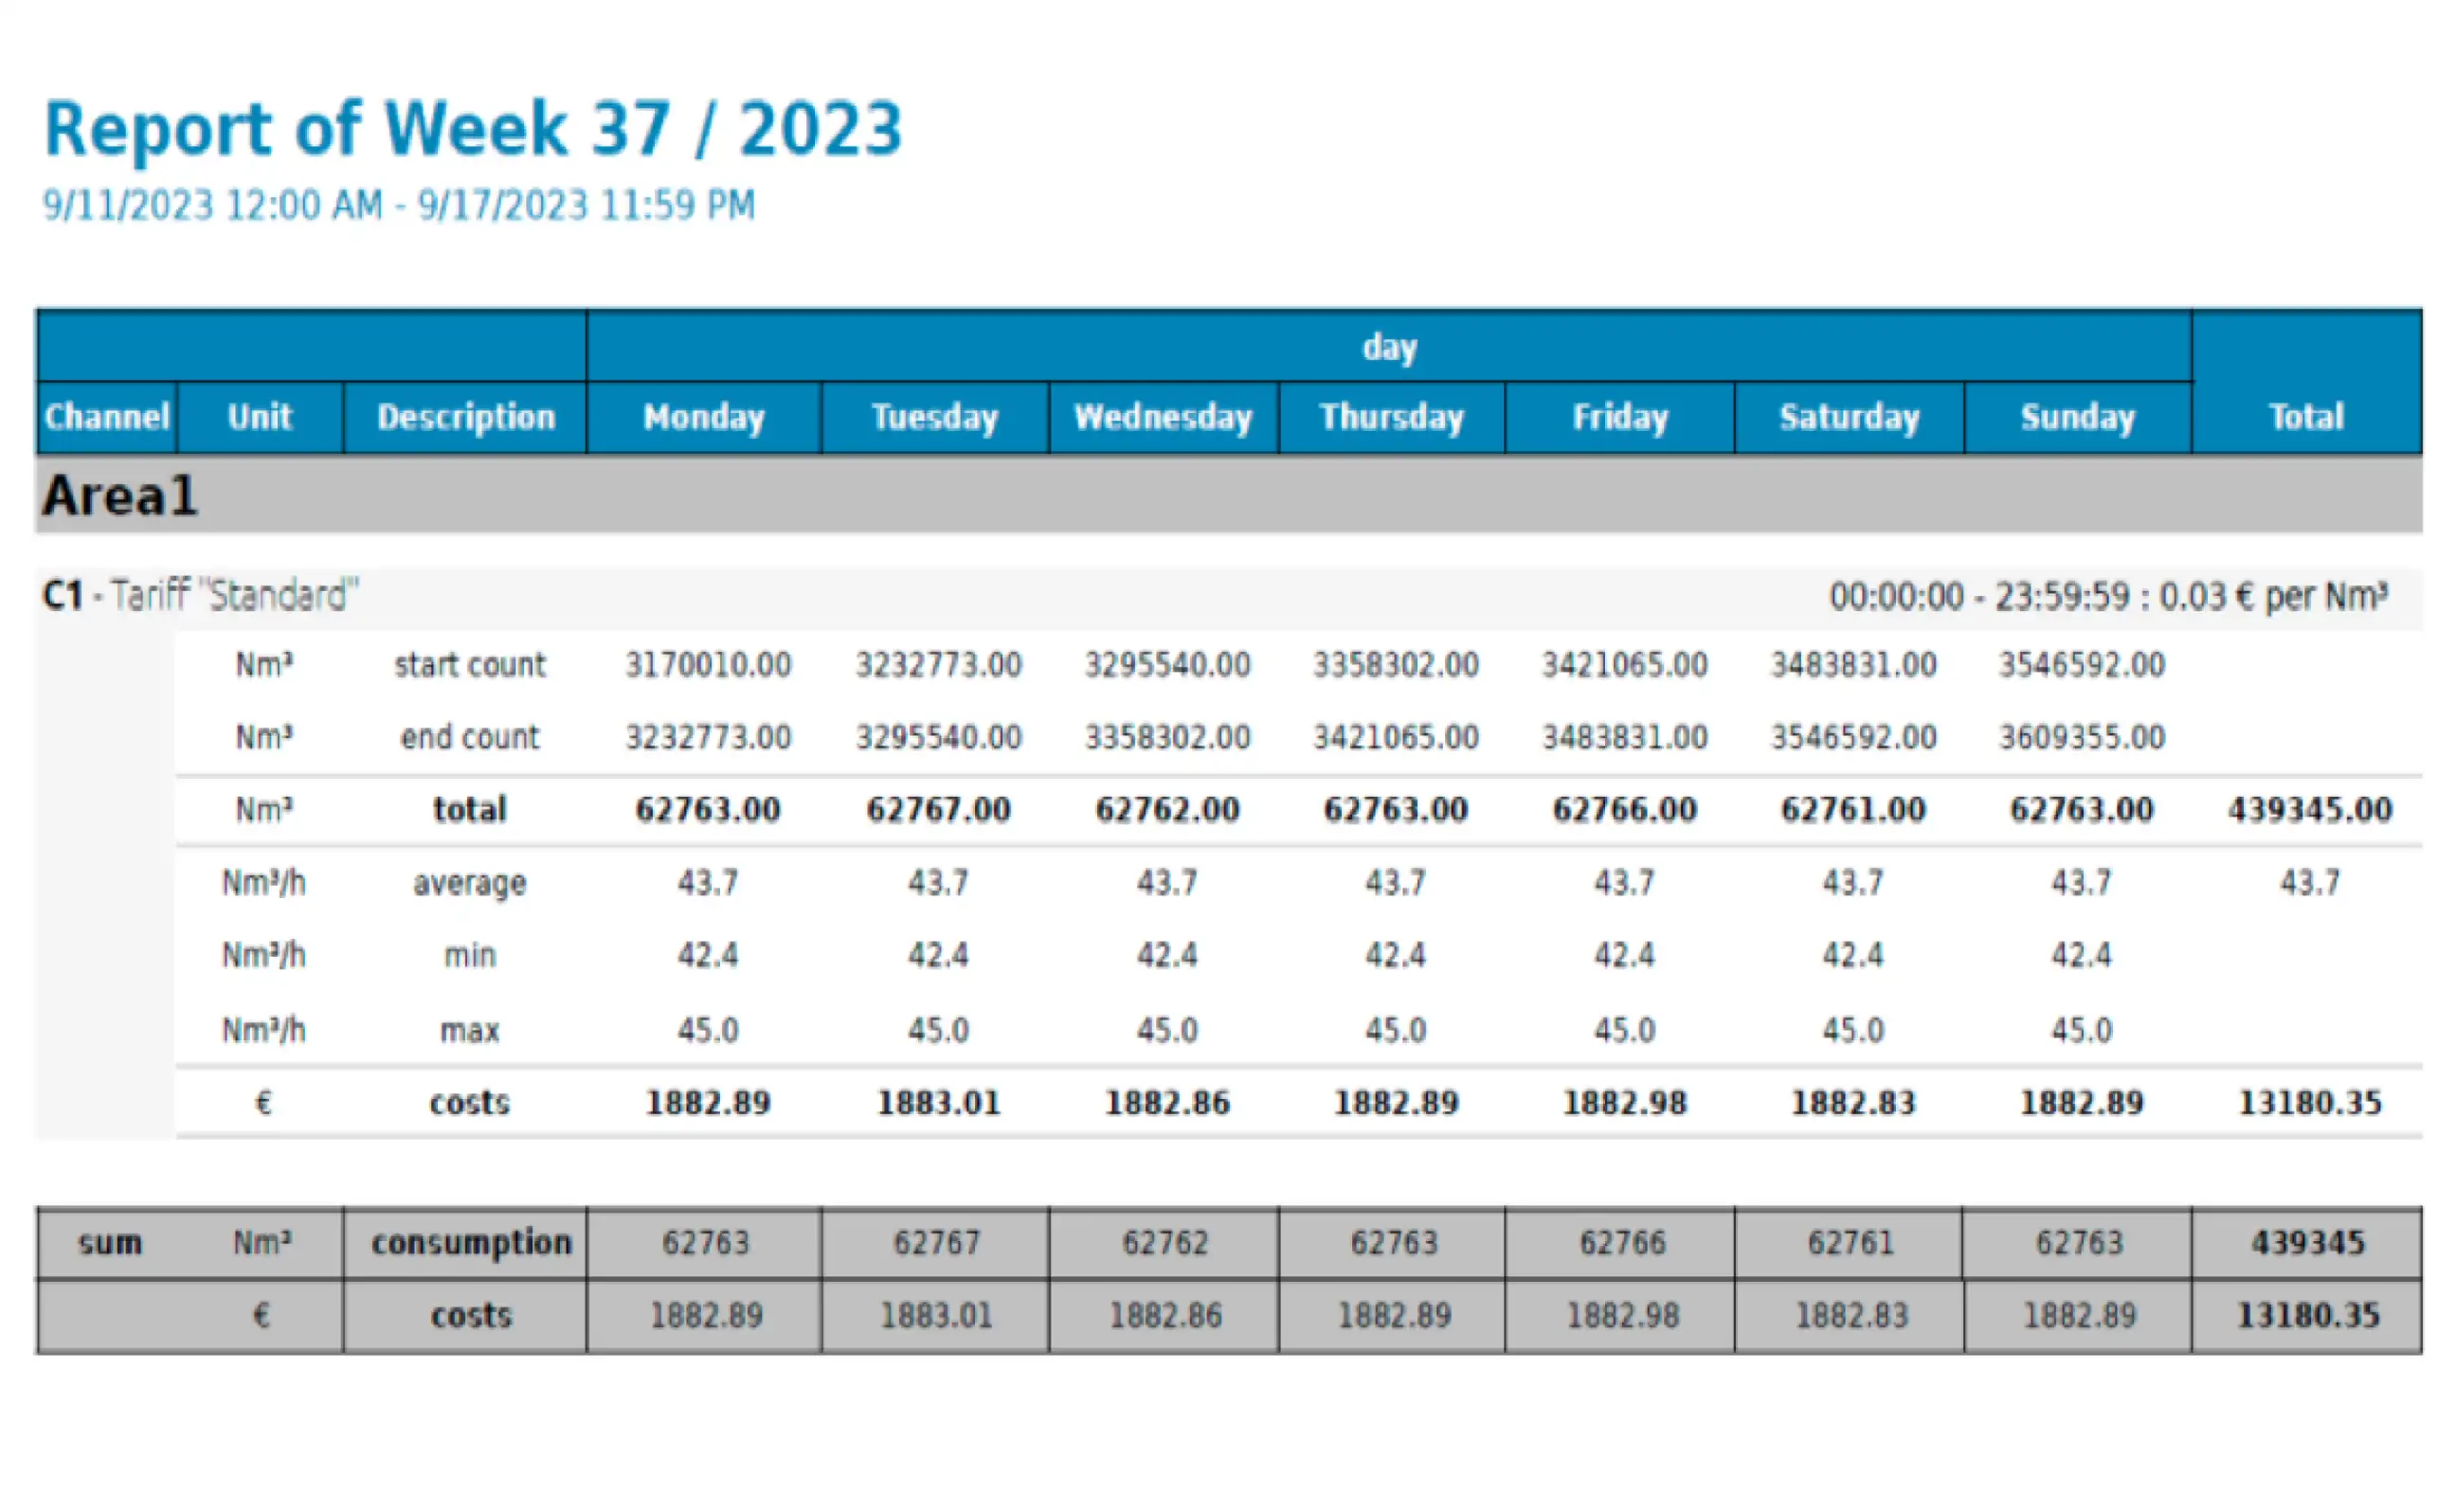 Report of Week 37 / 2023
9/11/2023 12:00 AM - 9/17/2023 11:59 PM
day
Channel Unit Description Monday Tuesday Wednesday Thursday Friday Saturday Sunday Total
Area1
C1 - Tariff "Standard" 00:00:00 - 23:59:59 : 0.03 € per Nm³
Nm³ start count 3170010.00 3232773.00 3295540.00 3358302.00 3421065.00 3483831.00 3546592.00
Nm³ end count 3232773.00 3295540.00 3358302.00 3421065.00 3483831.00 3546592.00 3609355.00
Nm³ total 62763.00 62767.00 62762.00 62763.00 62766.00 62761.00 62763.00 439345.00
Nm³/h average 43.7 43.7 43.7 43.7 43.7 43.7 43.7 43.7
Nm³/h min 42.4 42.4 42.4 42.4 42.4 42.4 42.4
Nm³/h max 45.0 45.0 45.0 45.0 45.0 45.0 45.0
€ costs 1882.89 1883.01 1882.86 1882.89 1882.98 1882.83 1882.89 13180.35
sum Nm³ consumption 62763 62767 62762 62763 62766 62761 62763 439345
€ costs 1882.89 1883.01 1882.86 1882.89 1882.98 1882.83 1882.89 13180.35